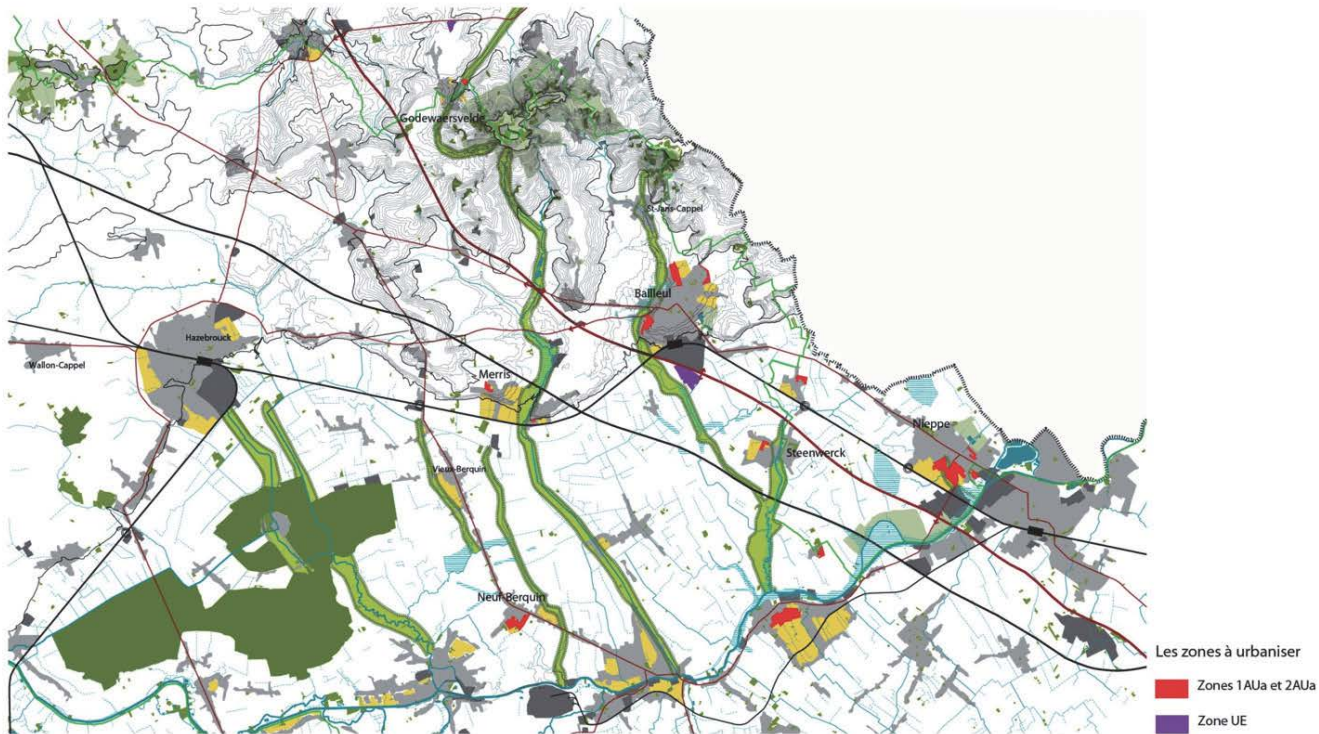 Godewaersvelde
St-Jans-Cappel
Bailleul
Hazebrouck
Wallon-Cappel
Merris
Nieppe
Steenwerck
Vieux-Berquin
Neuf-Berquin
Les zones à urbaniser
Zones 1AUa et 2AUa
Zone UE